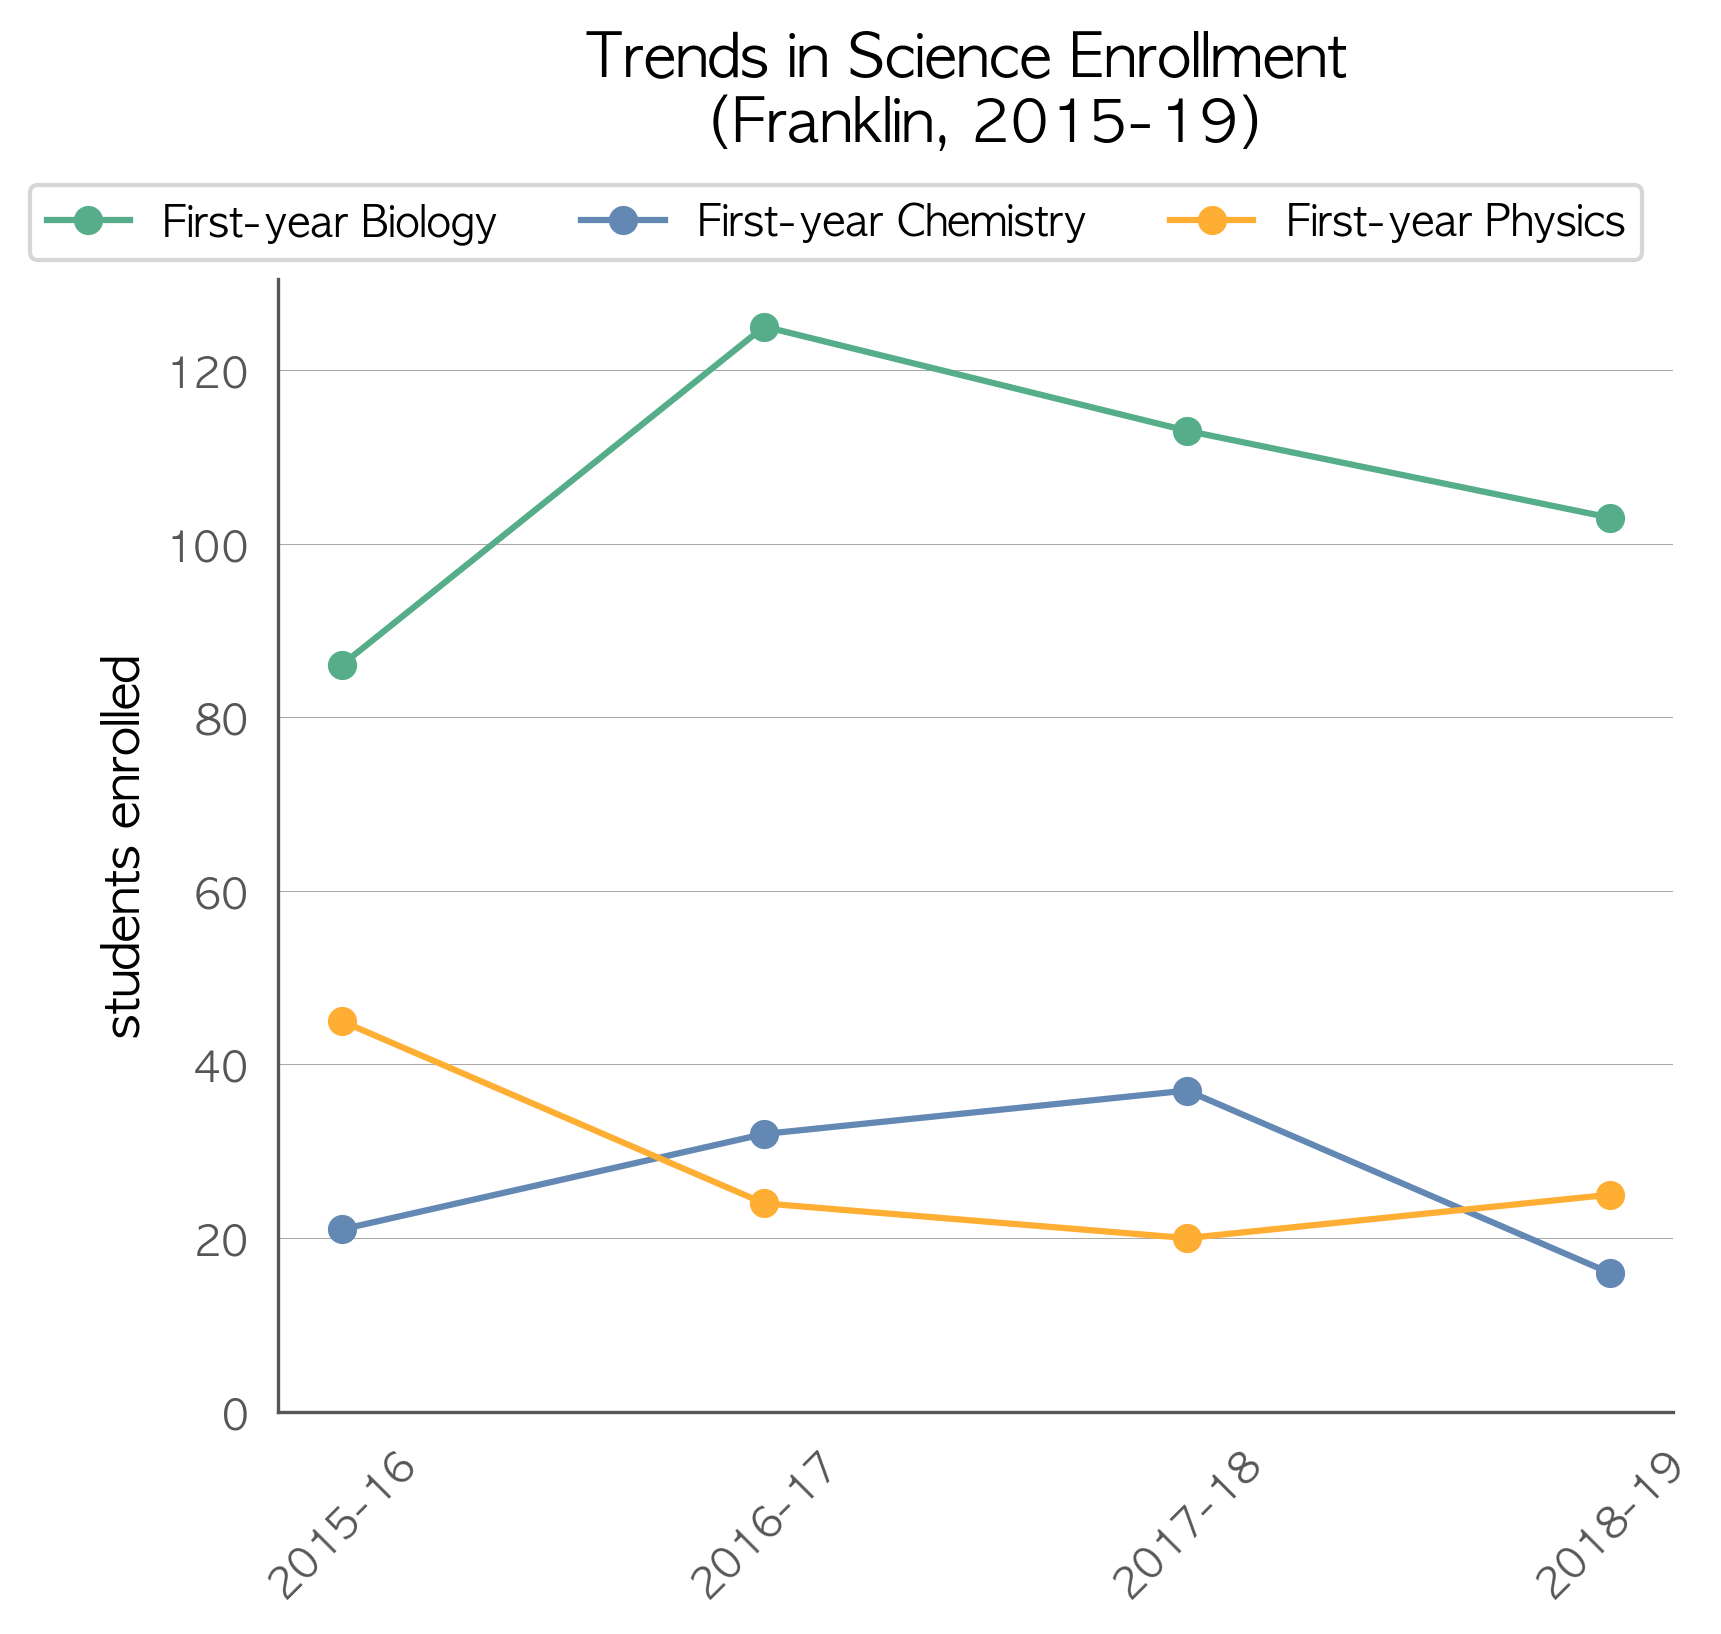 Trends in Science Enrollment
(Franklin, 2015-19)
First-year Biology First-year Chemistry First-year Physics
120
100
80
60
40
20
0
students enrolled
2015-16 2016-17 2017-18 2018-19